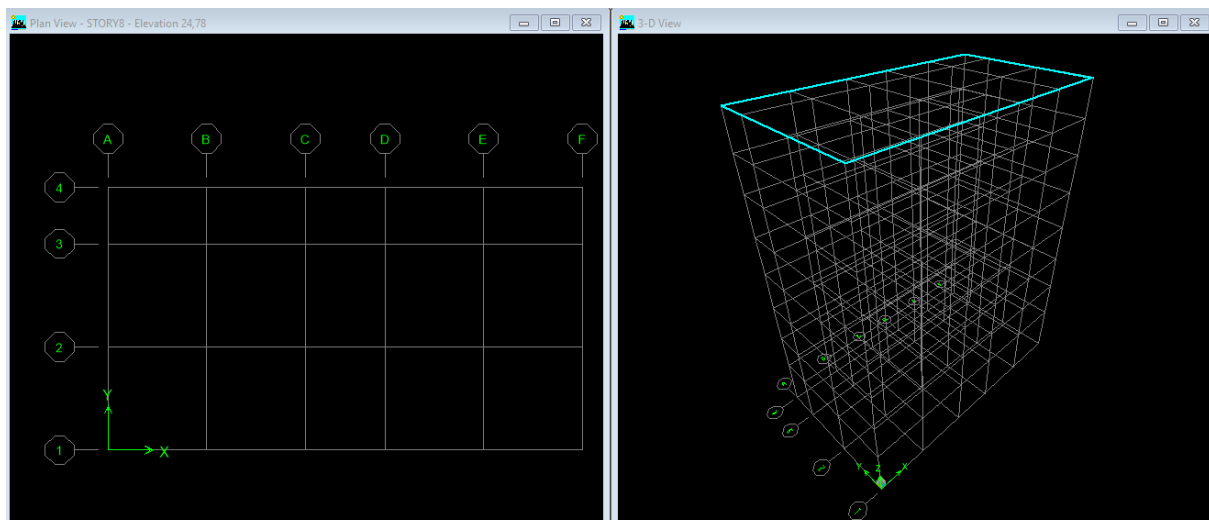 Plan View - STORY8 - Elevation 24,78
A B C D E F
4
3
2
Y
X
1
3-D View
Y Z X